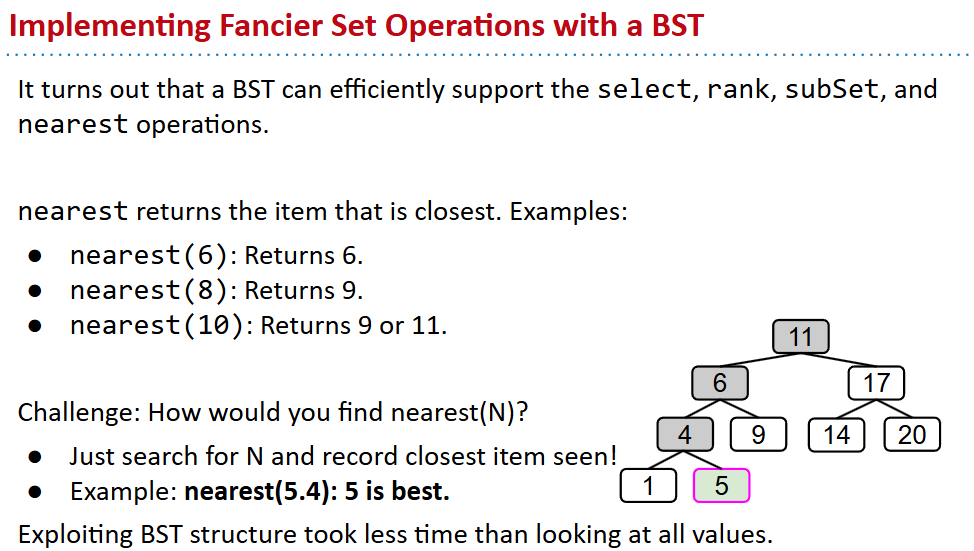 Implementing Fancier Set Operations with a BST
It turns out that a BST can efficiently support the select, rank, subSet, and
nearest operations.
nearest returns the item that is closest. Examples:
● nearest(6): Returns 6.
● nearest(8): Returns 9.
● nearest(10): Returns 9 or 11.
Challenge: How would you find nearest(N)?
● Just search for N and record closest item seen!
● Example: nearest(5.4): 5 is best.
Exploiting BST structure took less time than looking at all values.
11
6 17
4 9 14 20
1 5